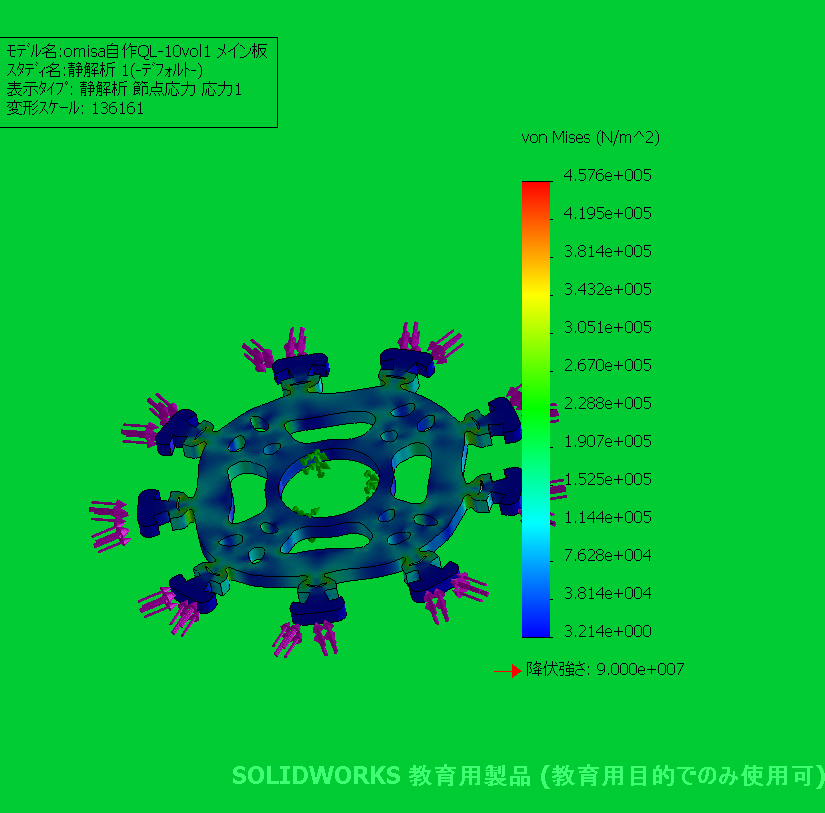 モデル名:omisa自作QL-10vol1 メイン板
スタディ名:静解析 1(-デフォルト-)
表示タイプ: 静解析 節点応力 応力1
変形スケール: 136161
von Mises (N/m^2)
4.576e+005
4.195e+005
3.814e+005
3.432e+005
3.051e+005
2.670e+005
2.288e+005
1.907e+005
1.525e+005
1.144e+005
7.628e+004
3.814e+004
3.214e+000
降伏強さ: 9.000e+007
SOLIDWORKS 教育用製品 (教育用目的でのみ使用可)